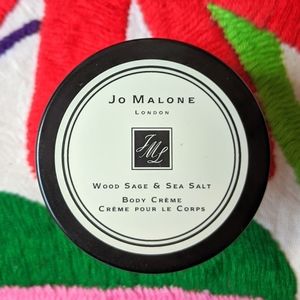 Jo Malone
London
JML
Wood Sage & Sea Salt
Body Crème
Crème pour le Corps